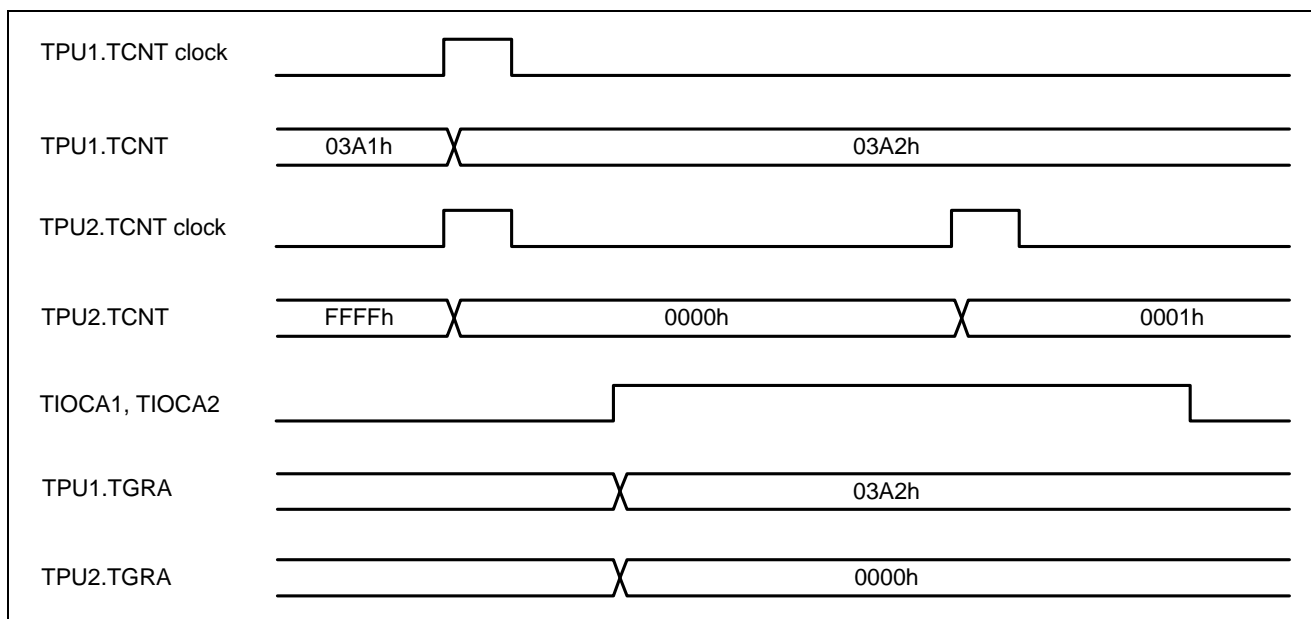 TPU1.TCNT clock
TPU1.TCNT 03A1h 03A2h
TPU2.TCNT clock
TPU2.TCNT FFFFh 0000h 0001h
TIOCA1, TIOCA2
TPU1.TGRA 03A2h
TPU2.TGRA 0000h